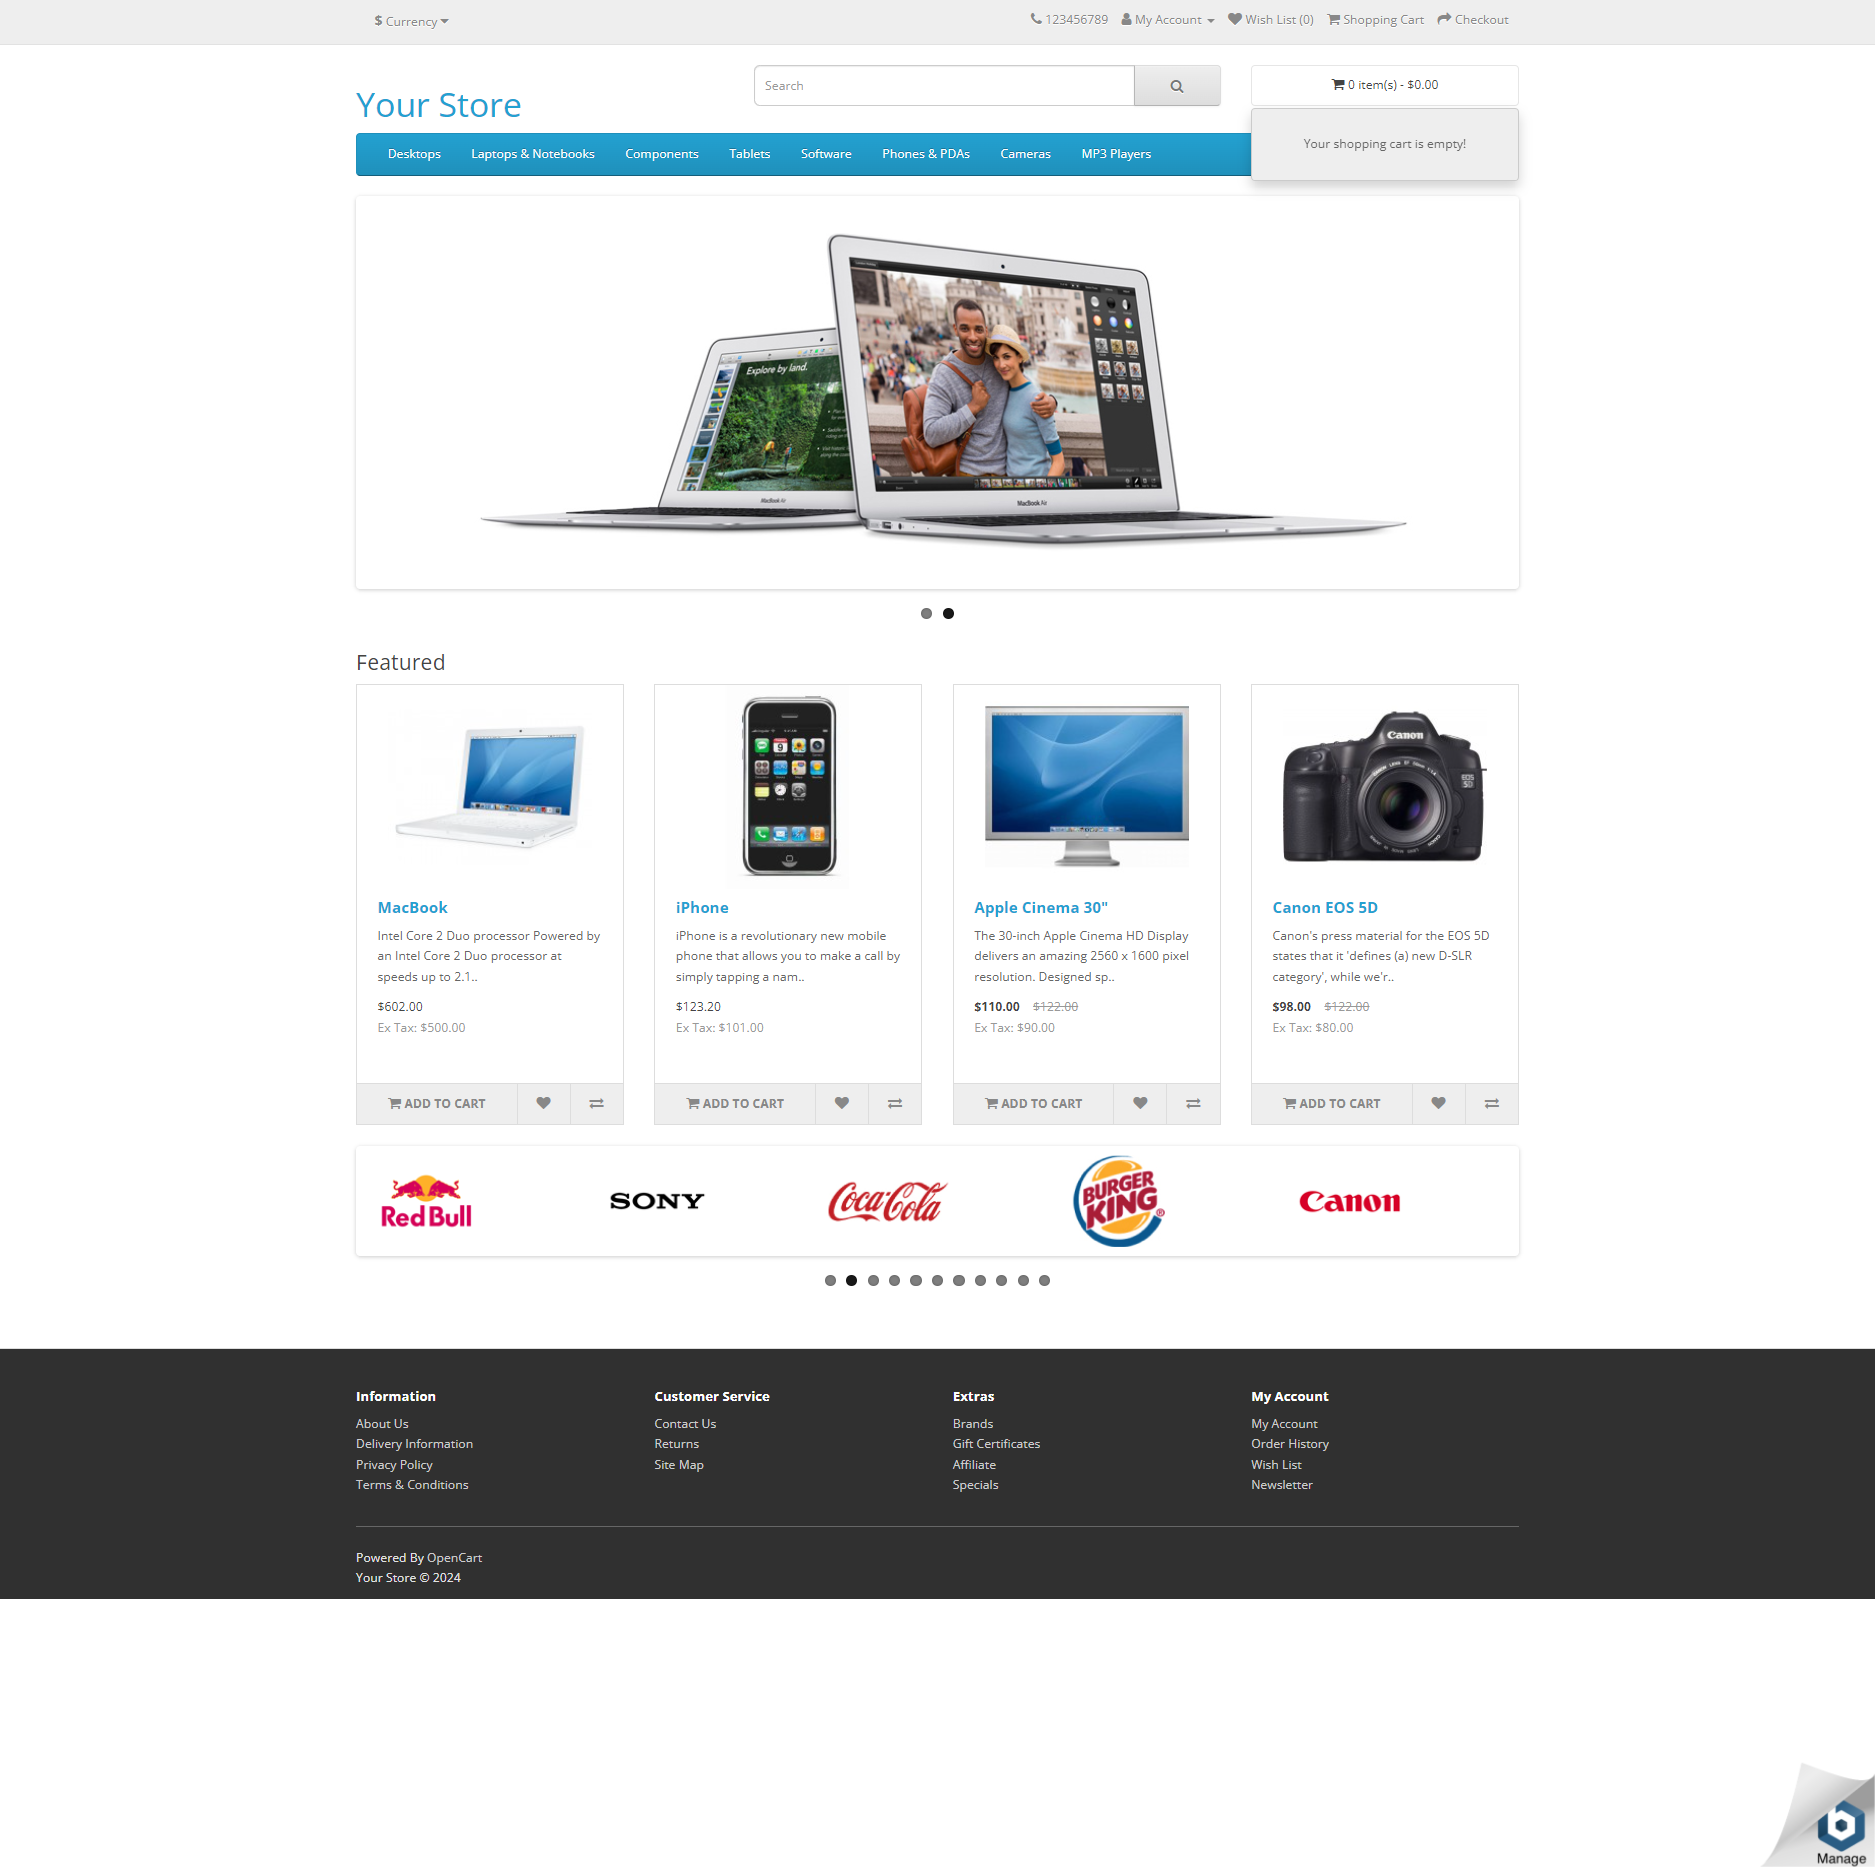 $ Currency
123456789 My Account Wish List (0) Shopping Cart Checkout
Your Store
Search
0 item(s) - $0.00
Your shopping cart is empty!
Desktops Laptops & Notebooks Components Tablets Software Phones & PDAs Cameras MP3 Players
Explore by land.
MacBook Air
MacBook Air
Featured
Canon
EOS 5D
MacBook
Intel Core 2 Duo processor Powered by
an Intel Core 2 Duo processor at
speeds up to 2.1..
$602.00
Ex Tax: $500.00
ADD TO CART
iPhone
iPhone is a revolutionary new mobile
phone that allows you to make a call by
simply tapping a nam..
$123.20
Ex Tax: $101.00
ADD TO CART
Apple Cinema 30"
The 30-inch Apple Cinema HD Display
delivers an amazing 2560 x 1600 pixel
resolution. Designed sp..
$110.00 $122.00
Ex Tax: $90.00
ADD TO CART
Canon EOS 5D
Canon's press material for the EOS 5D
states that it 'defines (a) new D-SLR
category', while we'r..
$98.00 $122.00
Ex Tax: $80.00
ADD TO CART
Red Bull
SONY
Coca-Cola
BURGER KING
Canon
Information
About Us
Delivery Information
Privacy Policy
Terms & Conditions
Customer Service
Contact Us
Returns
Site Map
Extras
Brands
Gift Certificates
Affiliate
Specials
My Account
My Account
Order History
Wish List
Newsletter
Powered By OpenCart
Your Store © 2024
Manage